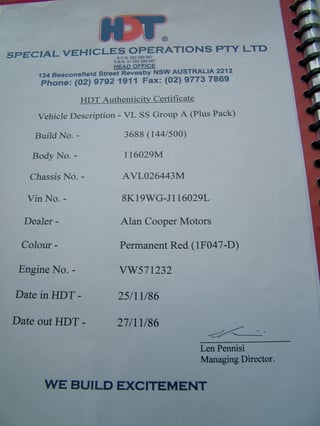 HDT®
SPECIAL VEHICLES OPERATIONS PTY LTD
HEAD OFFICE
134 Beaconsfield Street Revesby NSW AUSTRALIA 2212
Phone: (02) 9792 1911 Fax: (02) 9773 7869
HDT Authenticity Certificate
Vehicle Description - VL SS Group A (Plus Pack)
Build No. - 3688 (144/500)
Body No. - 116029M
Chassis No. - AVL026443M
Vin No. - 8K19WG-J116029L
Dealer - Alan Cooper Motors
Colour - Permanent Red (1F047-D)
Engine No. - VW571232
Date in HDT - 25/11/86
Date out HDT - 27/11/86
Len Pennisi
Managing Director.
WE BUILD EXCITEMENT